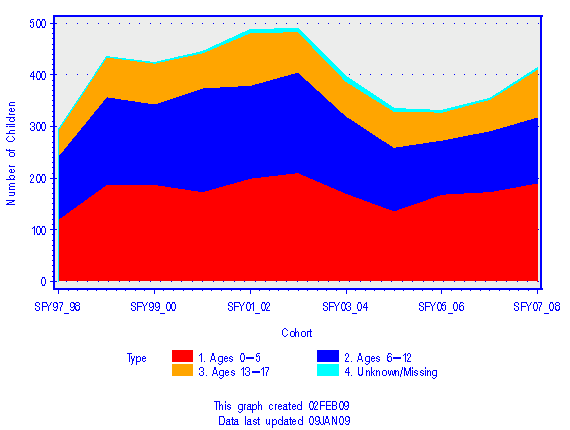 500
400
300
200
100
0
Number of Children
SFY97_98 SFY99_00 SFY01_02 SFY03_04 SFY05_06 SFY07_08
Cohort
Type 1. Ages 0-5 2. Ages 6-12
3. Ages 13-17 4. Unknown/Missing
This graph created 02FEB09
Data last updated 09JAN09